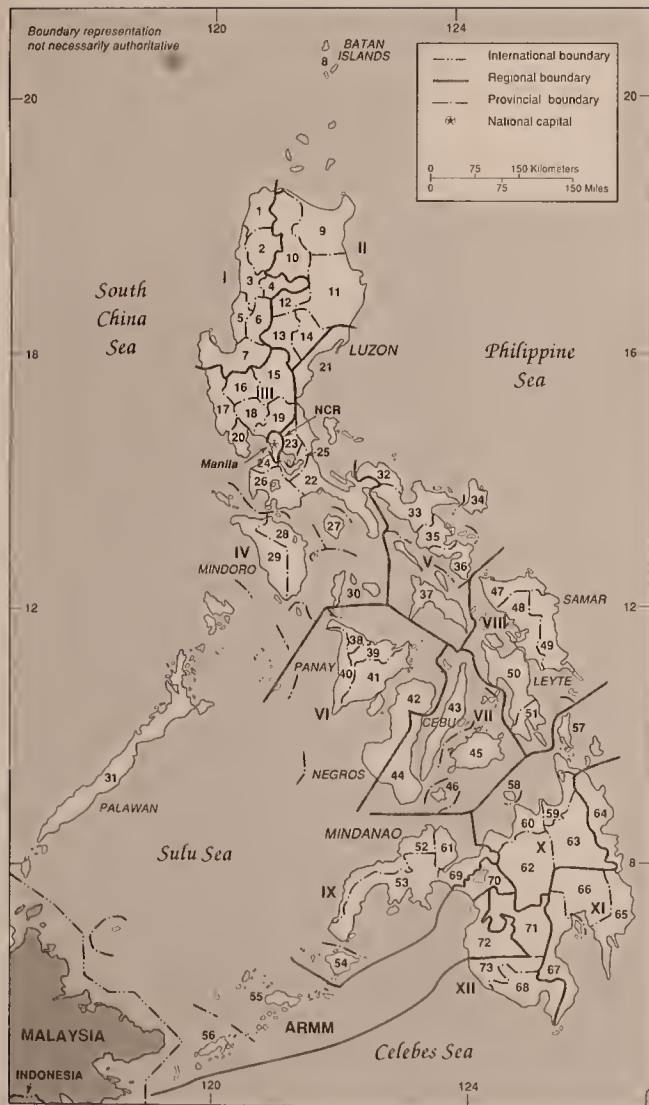 120
124
Boundary representation
not necessarily authoritative
BATAN
ISLANDS
8
International boundary
Regional boundary
Provincial boundary
National capital
0 75 150 Kilometers
0 75 150 Miles
20
20
1
9
2
10
II
I
3
4
11
South
China
Sea
12
5
6
13
14
LUZON
Philippine
Sea
18
16
7
15
21
16
III
17
18
19
NCR
20
23
25
Manila
24
26
22
32
33
34
27
35
28
IV
29
V
36
MINDORO
30
37
47
SAMAR
12
12
48
VIII
38
39
49
PANAY
40
41
50
LEYTE
42
43
VII
51
VI
CEBU
57
45
44
NEGROS
46
58
31
PALAWAN
59
64
MINDANAO
60
X
63
52
61
Sulu Sea
62
8
8
69
70
IX
53
66
XI
65
71
72
54
73
67
XII
68
55
ARMM
56
MALAYSIA
Celebes Sea
INDONESIA
120
124